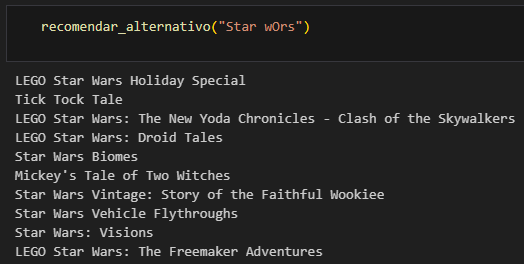 recomendar_alternativo("Star wOrs")
LEGO Star Wars Holiday Special
Tick Tock Tale
LEGO Star Wars: The New Yoda Chronicles - Clash of the Skywalkers
LEGO Star Wars: Droid Tales
Star Wars Biomes
Mickey's Tale of Two Witches
Star Wars Vintage: Story of the Faithful Wookiee
Star Wars Vehicle Flythroughs
Star Wars: Visions
LEGO Star Wars: The Freemaker Adventures